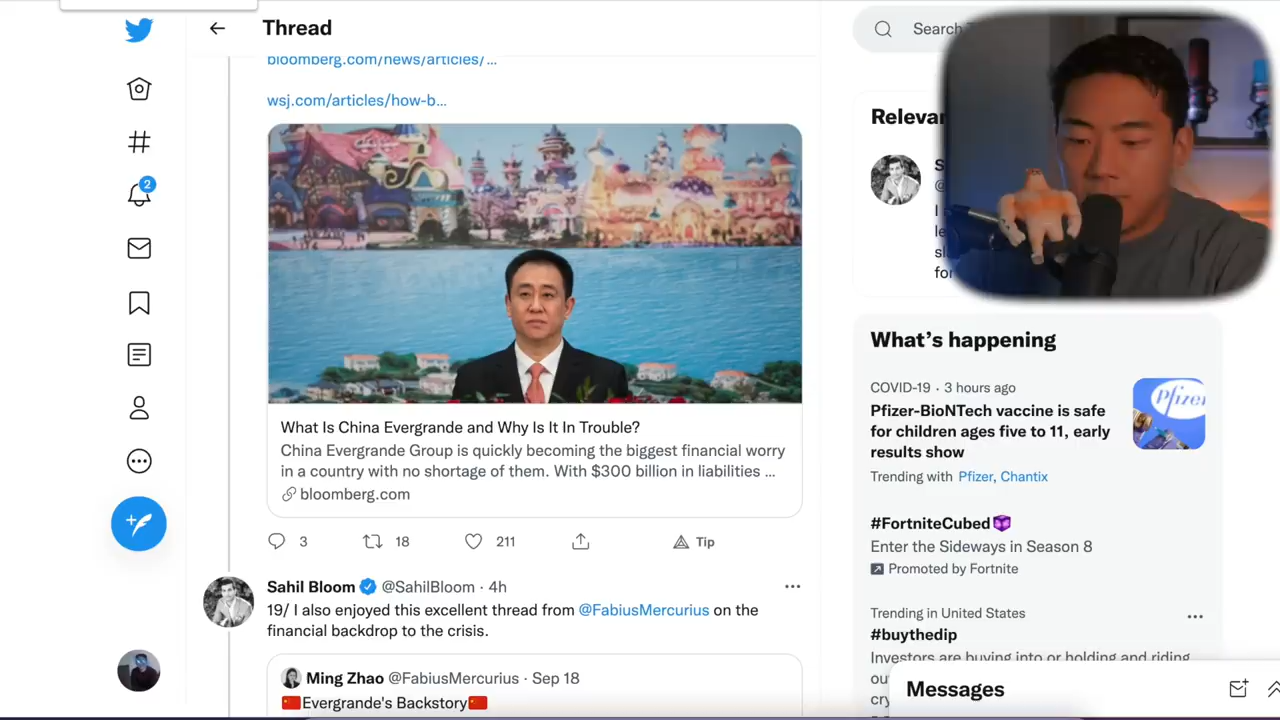 Thread
Search
bloomberg.com/news/articles/…
wsj.com/articles/how-b…
What Is China Evergrande and Why Is It In Trouble?
China Evergrande Group is quickly becoming the biggest financial worry
in a country with no shortage of them. With $300 billion in liabilities ...
bloomberg.com
3
18
211
Tip
Sahil Bloom @SahilBloom · 4h
19/ I also enjoyed this excellent thread from @FabiusMercurius on the
financial backdrop to the crisis.
Ming Zhao @FabiusMercurius · Sep 18
🇨🇳Evergrande's Backstory🇨🇳
2
What's happening
COVID-19 · 3 hours ago
Pfizer-BioNTech vaccine is safe
for children ages five to 11, early
results show
Trending with Pfizer, Chantix
Pfizer
#FortniteCubed
Enter the Sideways in Season 8
Promoted by Fortnite
Trending in United States
#buythedip
Investors are buying into or holding and riding
Messages